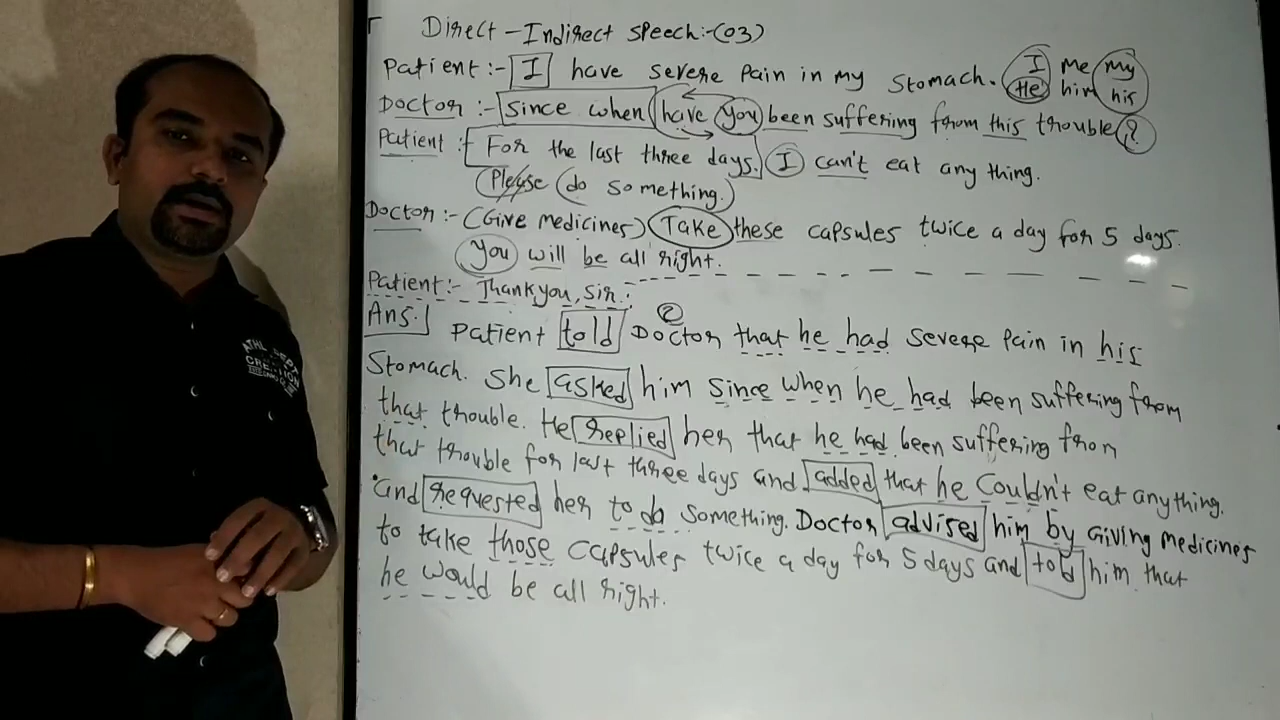 Direct - Indirect speech:-(03)
Patient :- I have severe pain in my stomach. I me my
He him his
Doctor :- since when have you been suffering from this trouble?
Patient :- For the last three days. I can't eat any thing.
Please do something.
Doctor :- (Give medicines) Take these capsules twice a day for 5 days.
You will be all right.
Patient :- Thank you, Sir.
Ans. Patient told Doctor that he had severe pain in his
2
stomach. She asked him since when he had been suffering from
that trouble. He replied her that he had been suffering from
that trouble for last three days and added that he couldn't eat anything.
and requested her to do something. Doctor advised him by giving medicines
to take those capsules twice a day for 5 days and told him that
he would be all right.
CREATION